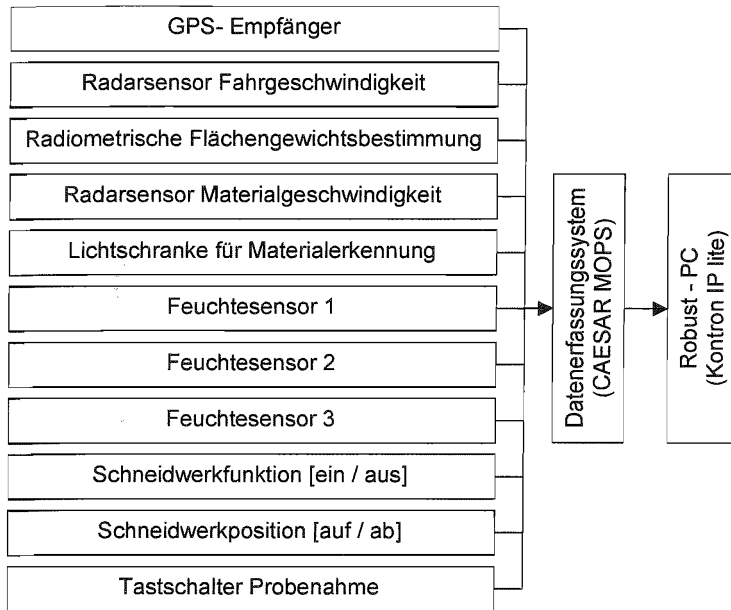 GPS- Empfänger
Radarsensor Fahrgeschwindigkeit
Radiometrische Flächengewichtsbestimmung
Radarsensor Materialgeschwindigkeit
Lichtschranke für Materialerkennung
Feuchtesensor 1
Feuchtesensor 2
Feuchtesensor 3
Schneidwerkfunktion [ein / aus]
Schneidwerkposition [auf / ab]
Tastschalter Probenahme
Datenerfassungssystem
(CAESAR MOPS)
Robust - PC
(Kontron IP lite)